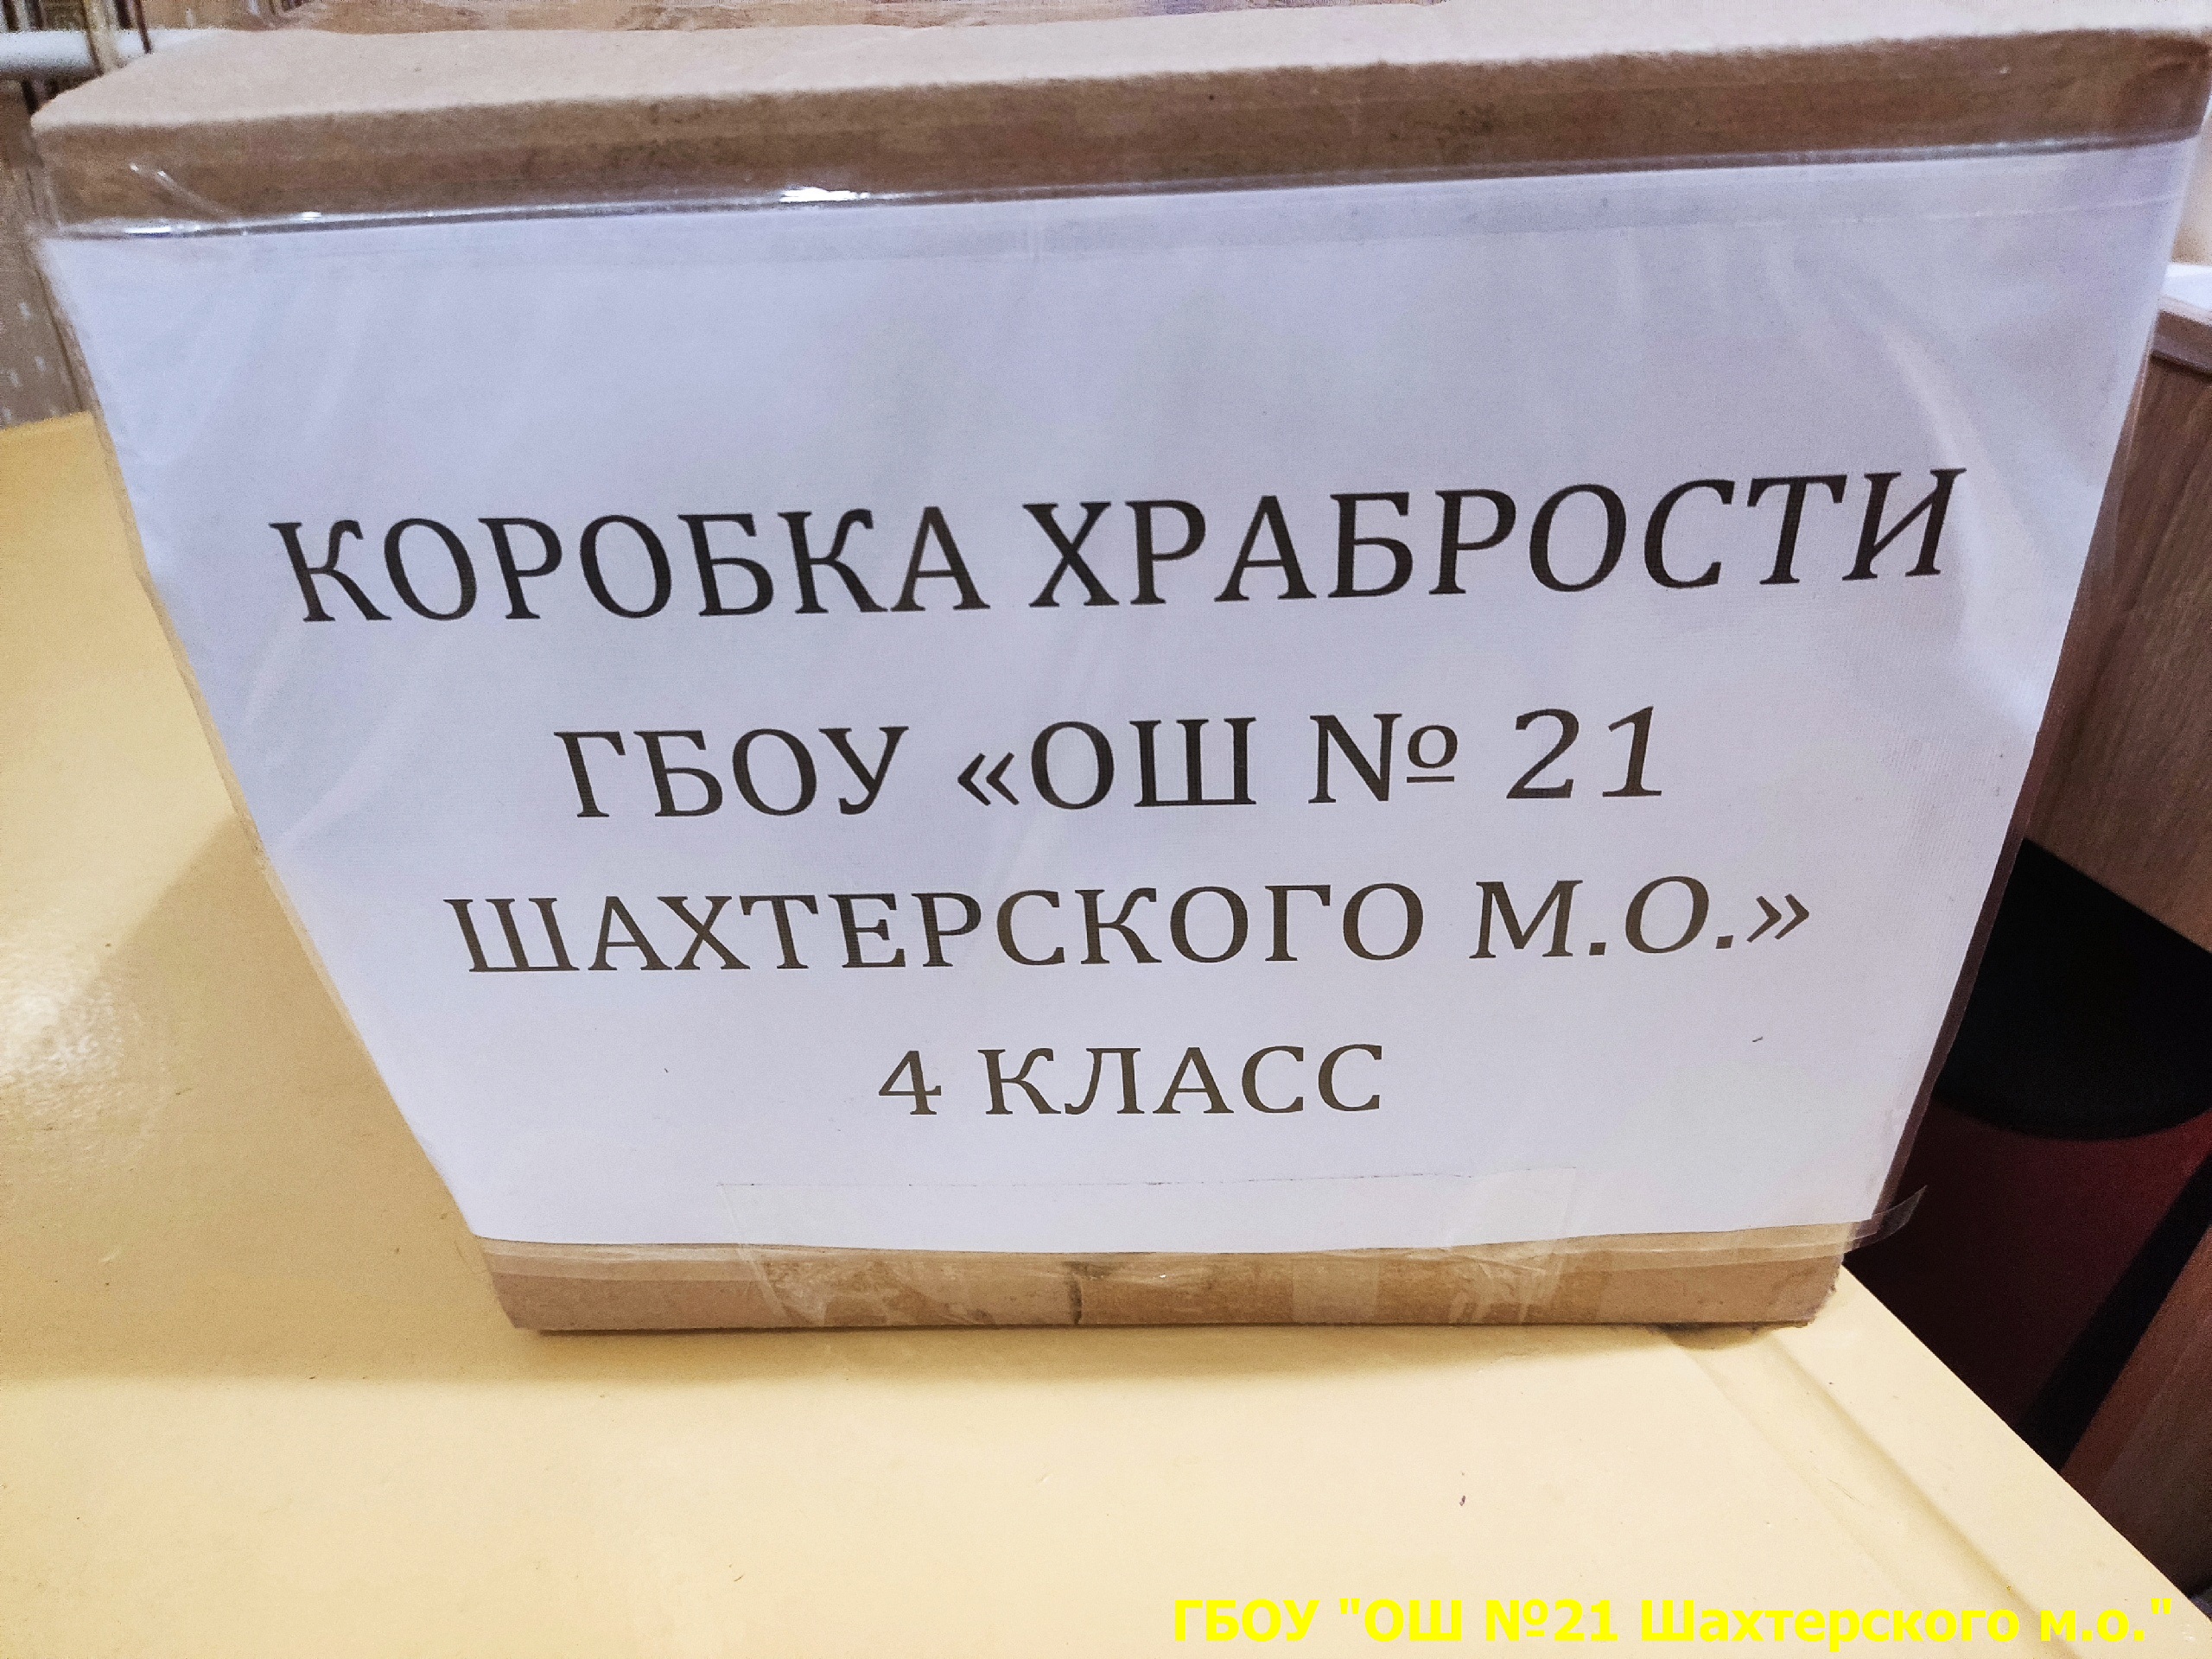 КОРОБКА ХРАБРОСТИ
ГБОУ «ОШ № 21
ШАХТЕРСКОГО М.О.»
4 КЛАСС
ГБОУ "ОШ №21 Шахтерского м.о."